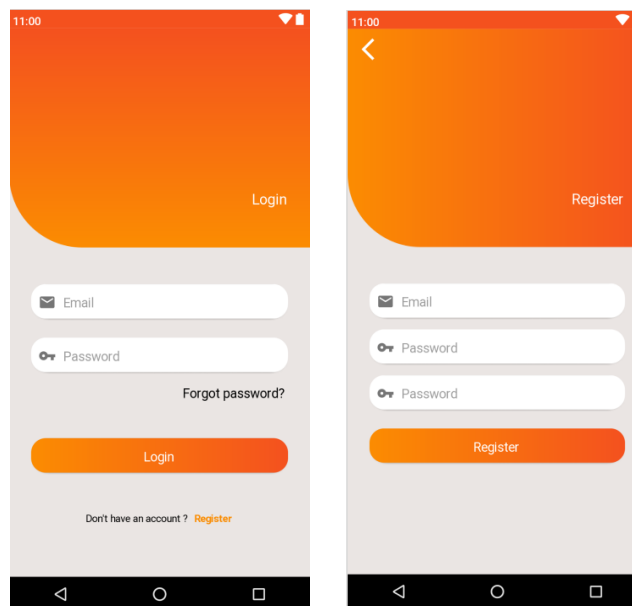 11:00
Login
Email
Password
Forgot password?
Login
Don't have an account ? Register
11:00
Register
Email
Password
Password
Register